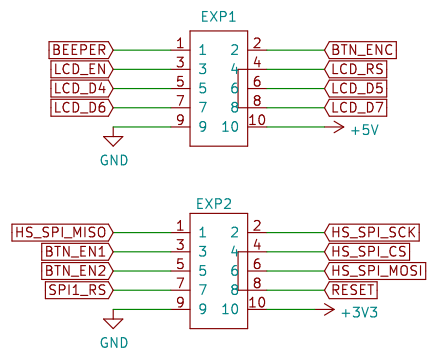 EXP1
BEEPER 1 1 2 2 BTN_ENC
LCD_EN 3 3 4 4 LCD_RS
LCD_D4 5 5 6 6 LCD_D5
LCD_D6 7 7 8 8 LCD_D7
9 9 10 10 +5V
GND
EXP2
HS_SPI_MISO 1 1 2 2 HS_SPI_SCK
BTN_EN1 3 3 4 4 HS_SPI_CS
BTN_EN2 5 5 6 6 HS_SPI_MOSI
SPI1_RS 7 7 8 8 RESET
9 9 10 10 +3V3
GND